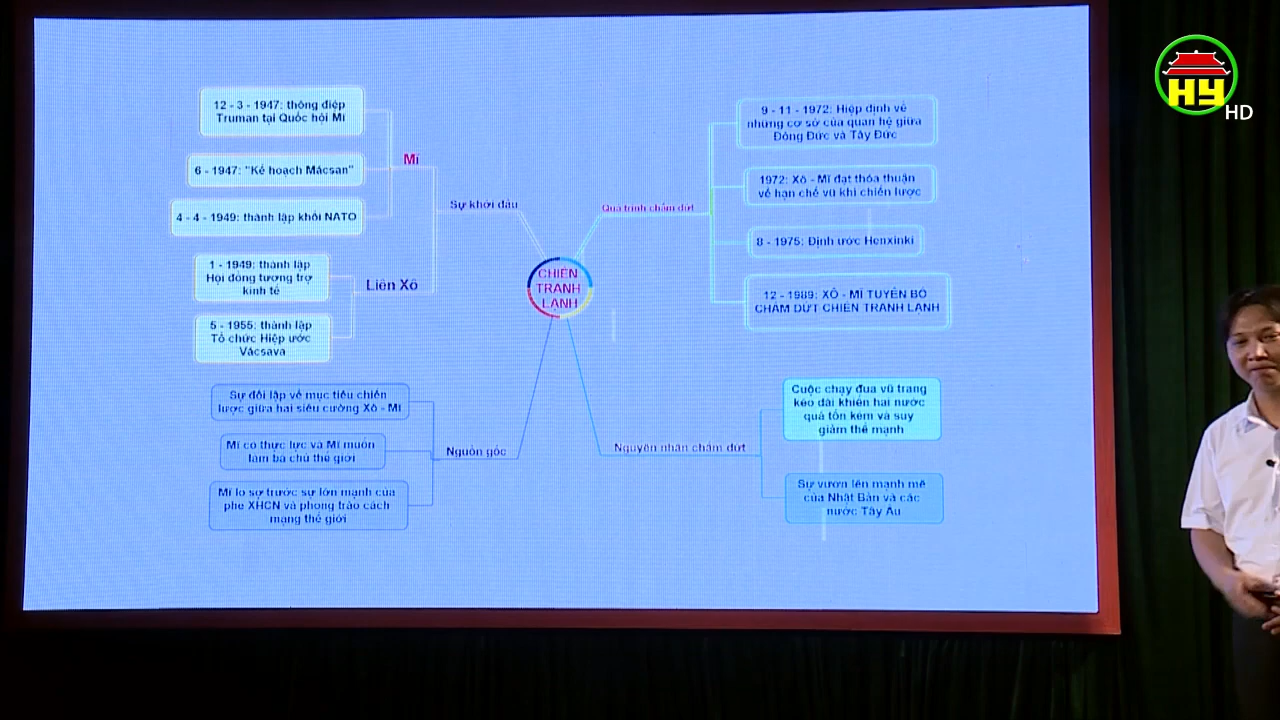 HY
HD
12 - 3 - 1947: thông điệp
Truman tại Quốc hội Mĩ
6 - 1947: "Kế hoạch Mácsan"
4 - 4 - 1949: thành lập khối NATO
Mĩ
1 - 1949: thành lập
Hội đồng tương trợ
kinh tế
5 - 1955: thành lập
Tổ chức Hiệp ước
Vácsava
Liên Xô
Sự khởi đầu
CHIẾN
TRANH
LẠNH
Quá trình chấm dứt
9 - 11 - 1972: Hiệp định về
những cơ sở của quan hệ giữa
Đông Đức và Tây Đức
1972: Xô - Mĩ đạt thỏa thuận
về hạn chế vũ khí chiến lược
8 - 1975: Định ước Henxinki
12 - 1989: XÔ - MĨ TUYÊN BỐ
CHẤM DỨT CHIẾN TRANH LẠNH
Sự đối lập về mục tiêu chiến
lược giữa hai siêu cường Xô - Mĩ
Mĩ có thực lực và Mĩ muốn
làm bá chủ thế giới
Mĩ lo sợ trước sự lớn mạnh của
phe XHCN và phong trào cách
mạng thế giới
Nguồn gốc
Nguyên nhân chấm dứt
Cuộc chạy đua vũ trang
kéo dài khiến hai nước
quá tốn kém và suy
giảm thế mạnh
Sự vươn lên mạnh mẽ
của Nhật Bản và các
nước Tây Âu